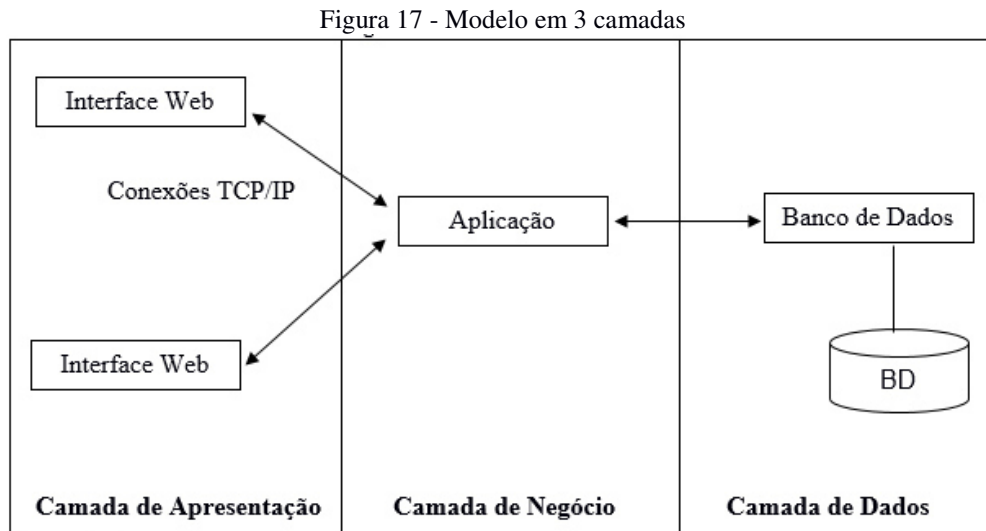 Figura 17 - Modelo em 3 camadas
Interface Web
Conexões TCP/IP
Aplicação
Banco de Dados
Interface Web
BD
Camada de Apresentação
Camada de Negócio
Camada de Dados